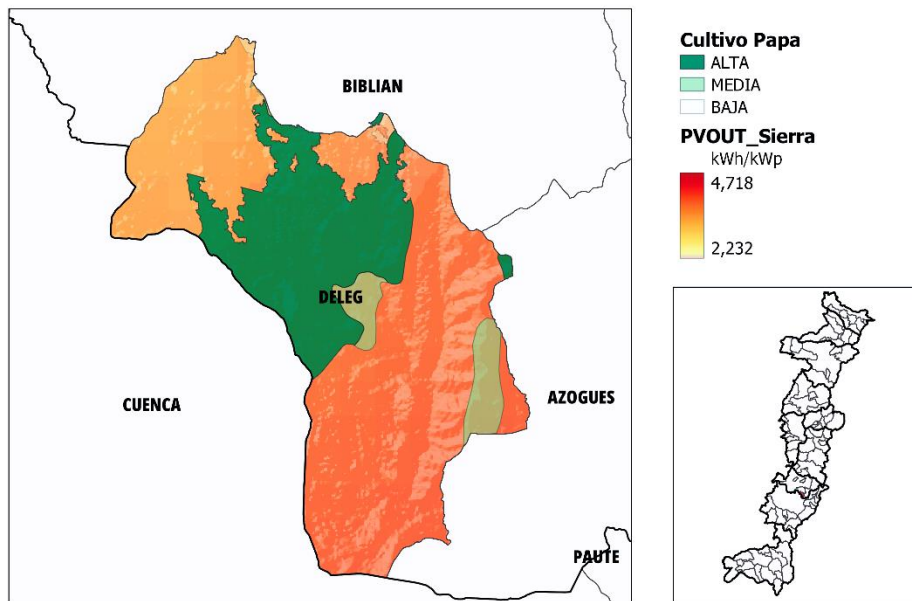 BIBLIAN
DELEG
CUENCA
AZOGUES
PAUTE
Cultivo Papa
ALTA
MEDIA
BAJA
PVOUT_Sierra
kWh/kWp
4,718
2,232